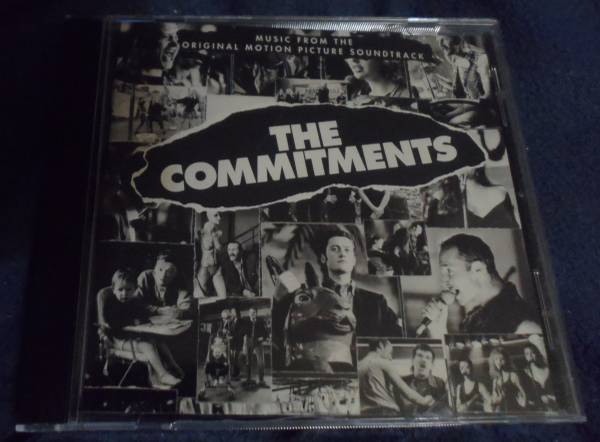 MUSIC FROM THE
ORIGINAL MOTION PICTURE SOUNDTRACK
THE
COMMITMENTS